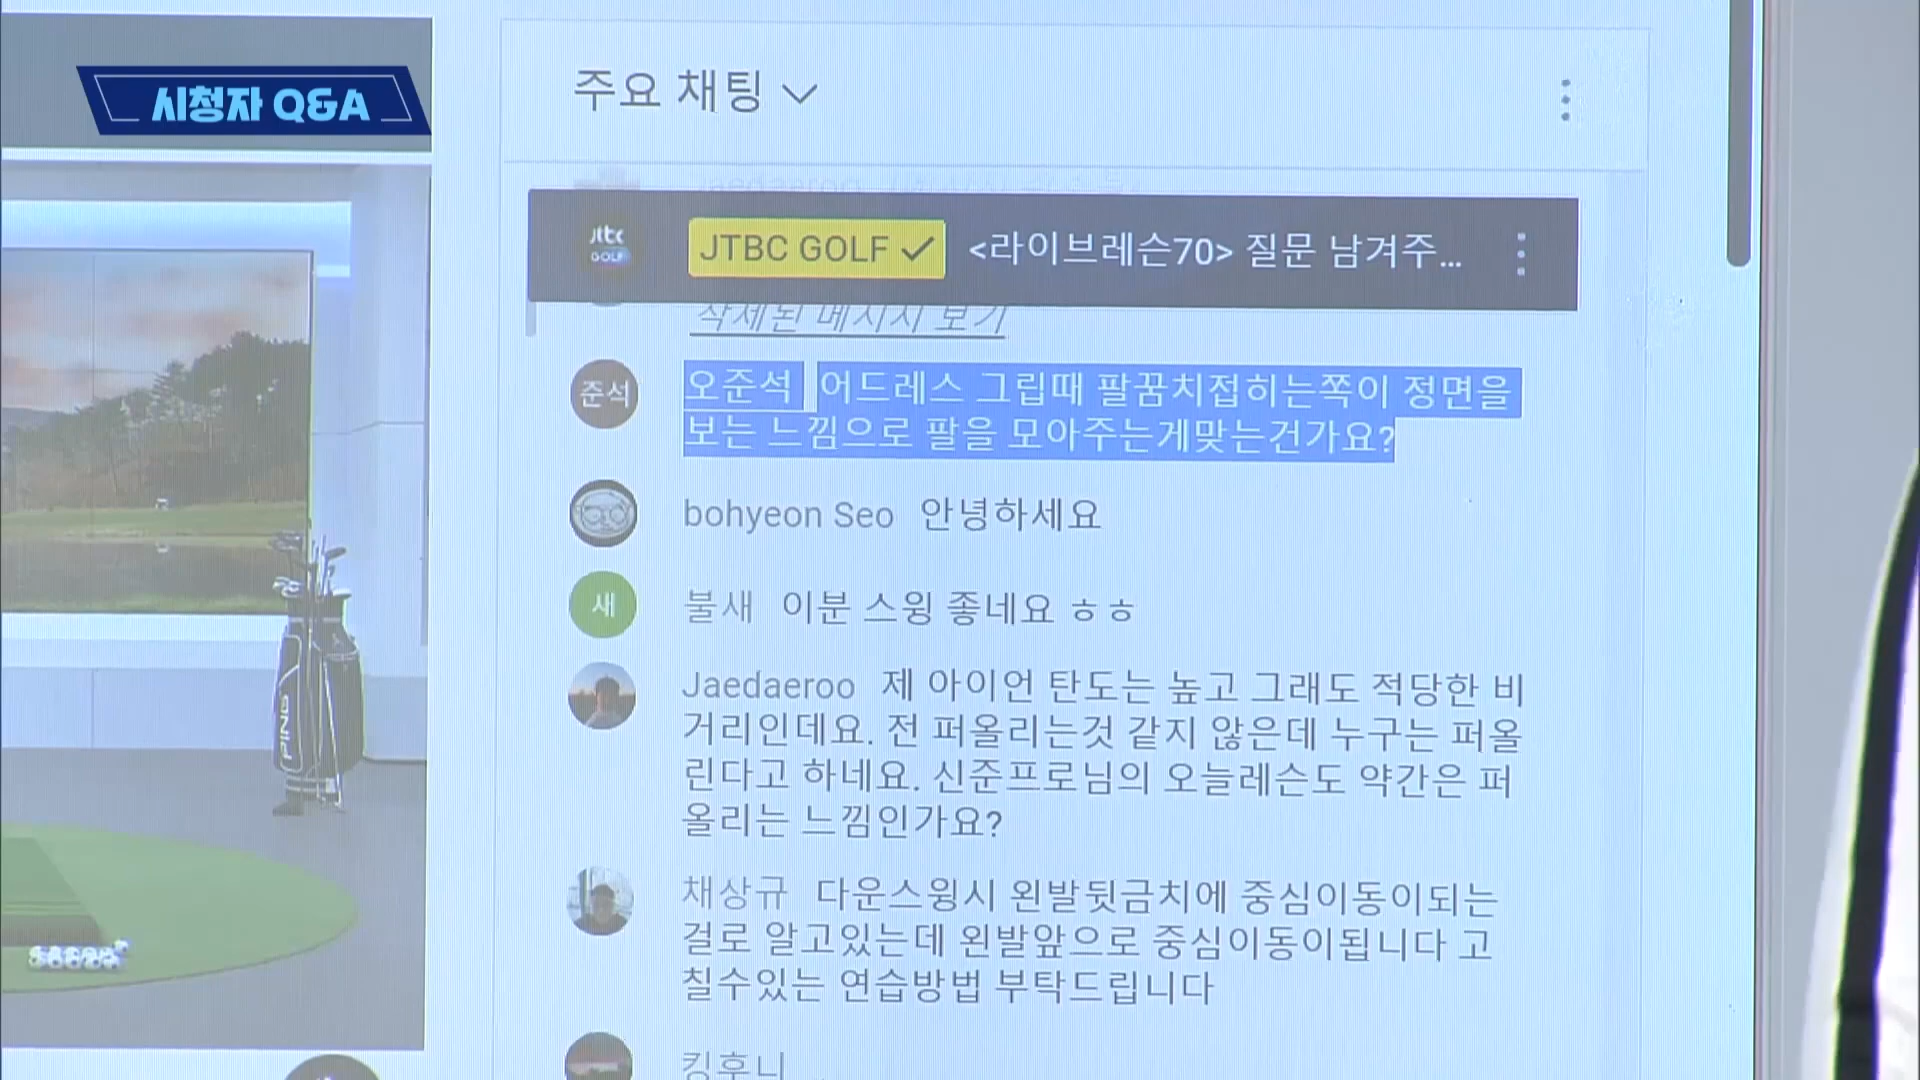 시청자 Q&A
주요 채팅
Jtbc
GOLF
JTBC GOLF
<라이브레슨70> 질문 남겨주...
삭제된 메시지 보기
준석
오준석 어드레스 그립때 팔꿈치접히는쪽이 정면을
보는 느낌으로 팔을 모아주는게맞는건가요?
bohyeon Seo 안녕하세요
새
불새 이분 스윙 좋네요 ㅎㅎ
Jaedaeroo 제 아이언 탄도는 높고 그래도 적당한 비
거리인데요. 전 퍼올리는것 같지 않은데 누구는 퍼올
린다고 하네요. 신준프로님의 오늘레슨도 약간은 퍼
올리는 느낌인가요?
채상규 다운스윙시 왼발뒷금치에 중심이동이되는
걸로 알고있는데 왼발앞으로 중심이동이됩니다 고
칠수있는 연습방법 부탁드립니다
킹후니
PING